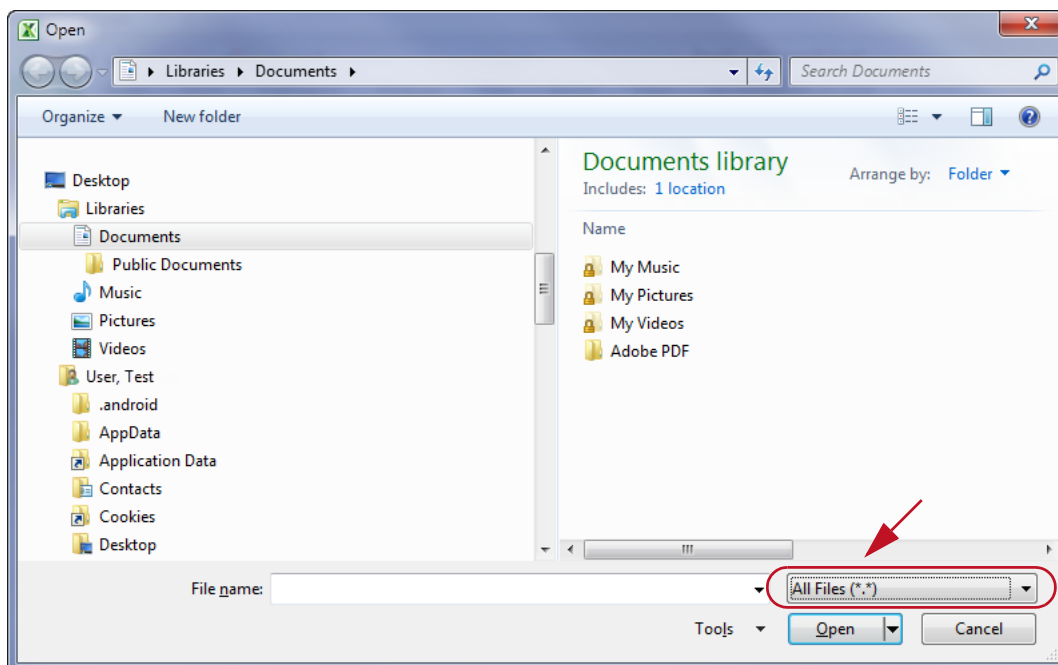 Open
Libraries Documents Search Documents
Organize New folder
Desktop
Libraries
Documents
Public Documents
Music
Pictures
Videos
User, Test
.android
AppData
Application Data
Contacts
Cookies
Desktop
Documents library
Includes: 1 location
Arrange by: Folder
Name
My Music
My Pictures
My Videos
Adobe PDF
File name: All Files (*.*)
Tools Open Cancel